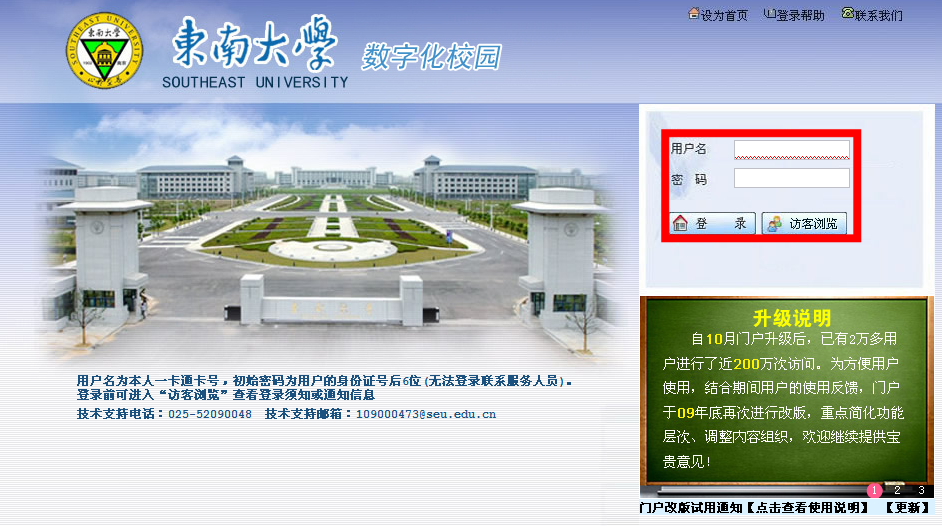 设为首页 登录帮助 联系我们
東南大學 数字化校园
SOUTHEAST UNIVERSITY
用户名
密 码
登 录 访客浏览
升级说明
自10月门户升级后，已有2万多用
户进行了近200万次访问。为方便用户
使用，结合期间用户的使用反馈，门户
于09年底再次进行改版，重点简化功能
层次、调整内容组织，欢迎继续提供宝
贵意见！
1 2 3
门户改版试用通知【点击查看使用说明】 【更新】
用户名为本人一卡通卡号，初始密码为用户的身份证号后6位(无法登录联系服务人员)。
登录前可进入“访客浏览”查看登录须知或通知信息
技术支持电话：025-52090048 技术支持邮箱：109000473@seu.edu.cn